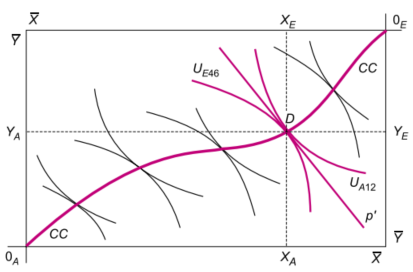 X̅ X_E 0_E
Y̅
U_E46 CC
D
Y_A Y_E
U_A12
p'
CC Y̅
0_A X_A X̅